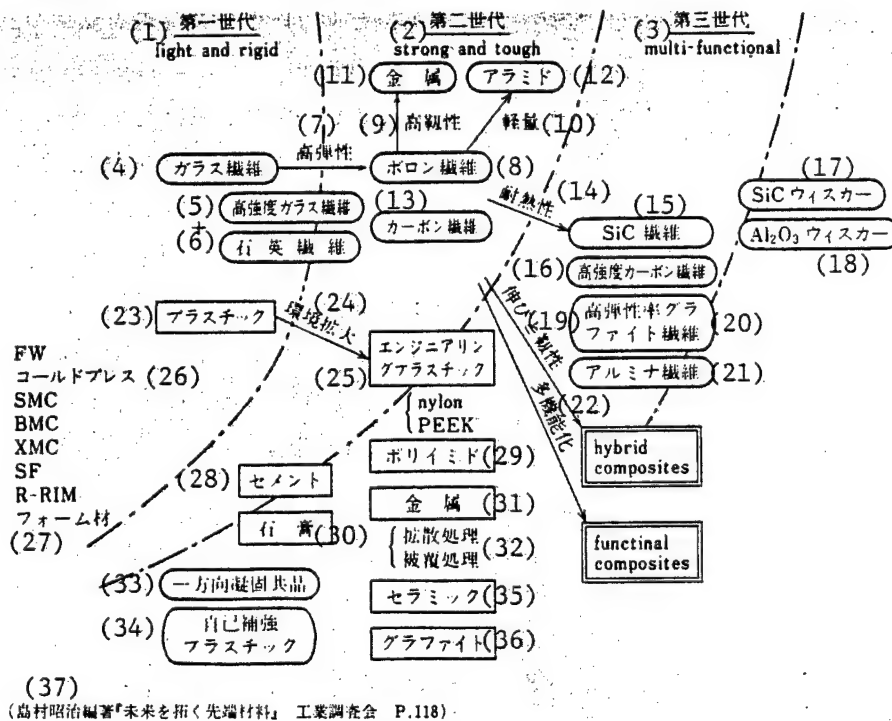 (1) 第一世代
light and rigid
(2) 第二世代
strong and tough
(3) 第三世代
multi-functional
(11) 金属
アラミド (12)
(7) 高弾性
(9) 高靱性
軽量 (10)
(4) ガラス繊維
ボロン繊維 (8)
(5) 高強度ガラス繊維
+
(6) 石英繊維
(13)
カーボン繊維
耐熱性 (14)
(15)
SiC 繊維
(16) 高強度カーボン繊維
(17)
SiC ウィスカー
Al₂O₃ ウィスカー
(18)
(19) 伸びと靱性
高弾性率グラ
ファイト繊維 (20)
アルミナ繊維 (21)
多機能化 (22)
(23) プラスチック
(24)
環境拡大
エンジニアリン
グプラスチック
(25)
nylon
PEEK
FW
コールドプレス (26)
SMC
BMC
XMC
SF
R-RIM
フォーム材
(27)
(28) セメント
ポリイミド (29)
石膏 (30)
金属 (31)
拡散処理
被覆処理 (32)
hybrid
composites
functinal
composites
(33) 一方向凝固共晶
(34) 自己補強
プラスチック
セラミック (35)
グラファイト (36)
(37)
(島村昭治編著『未来を拓く先端材料』 工業調査会 P.118)